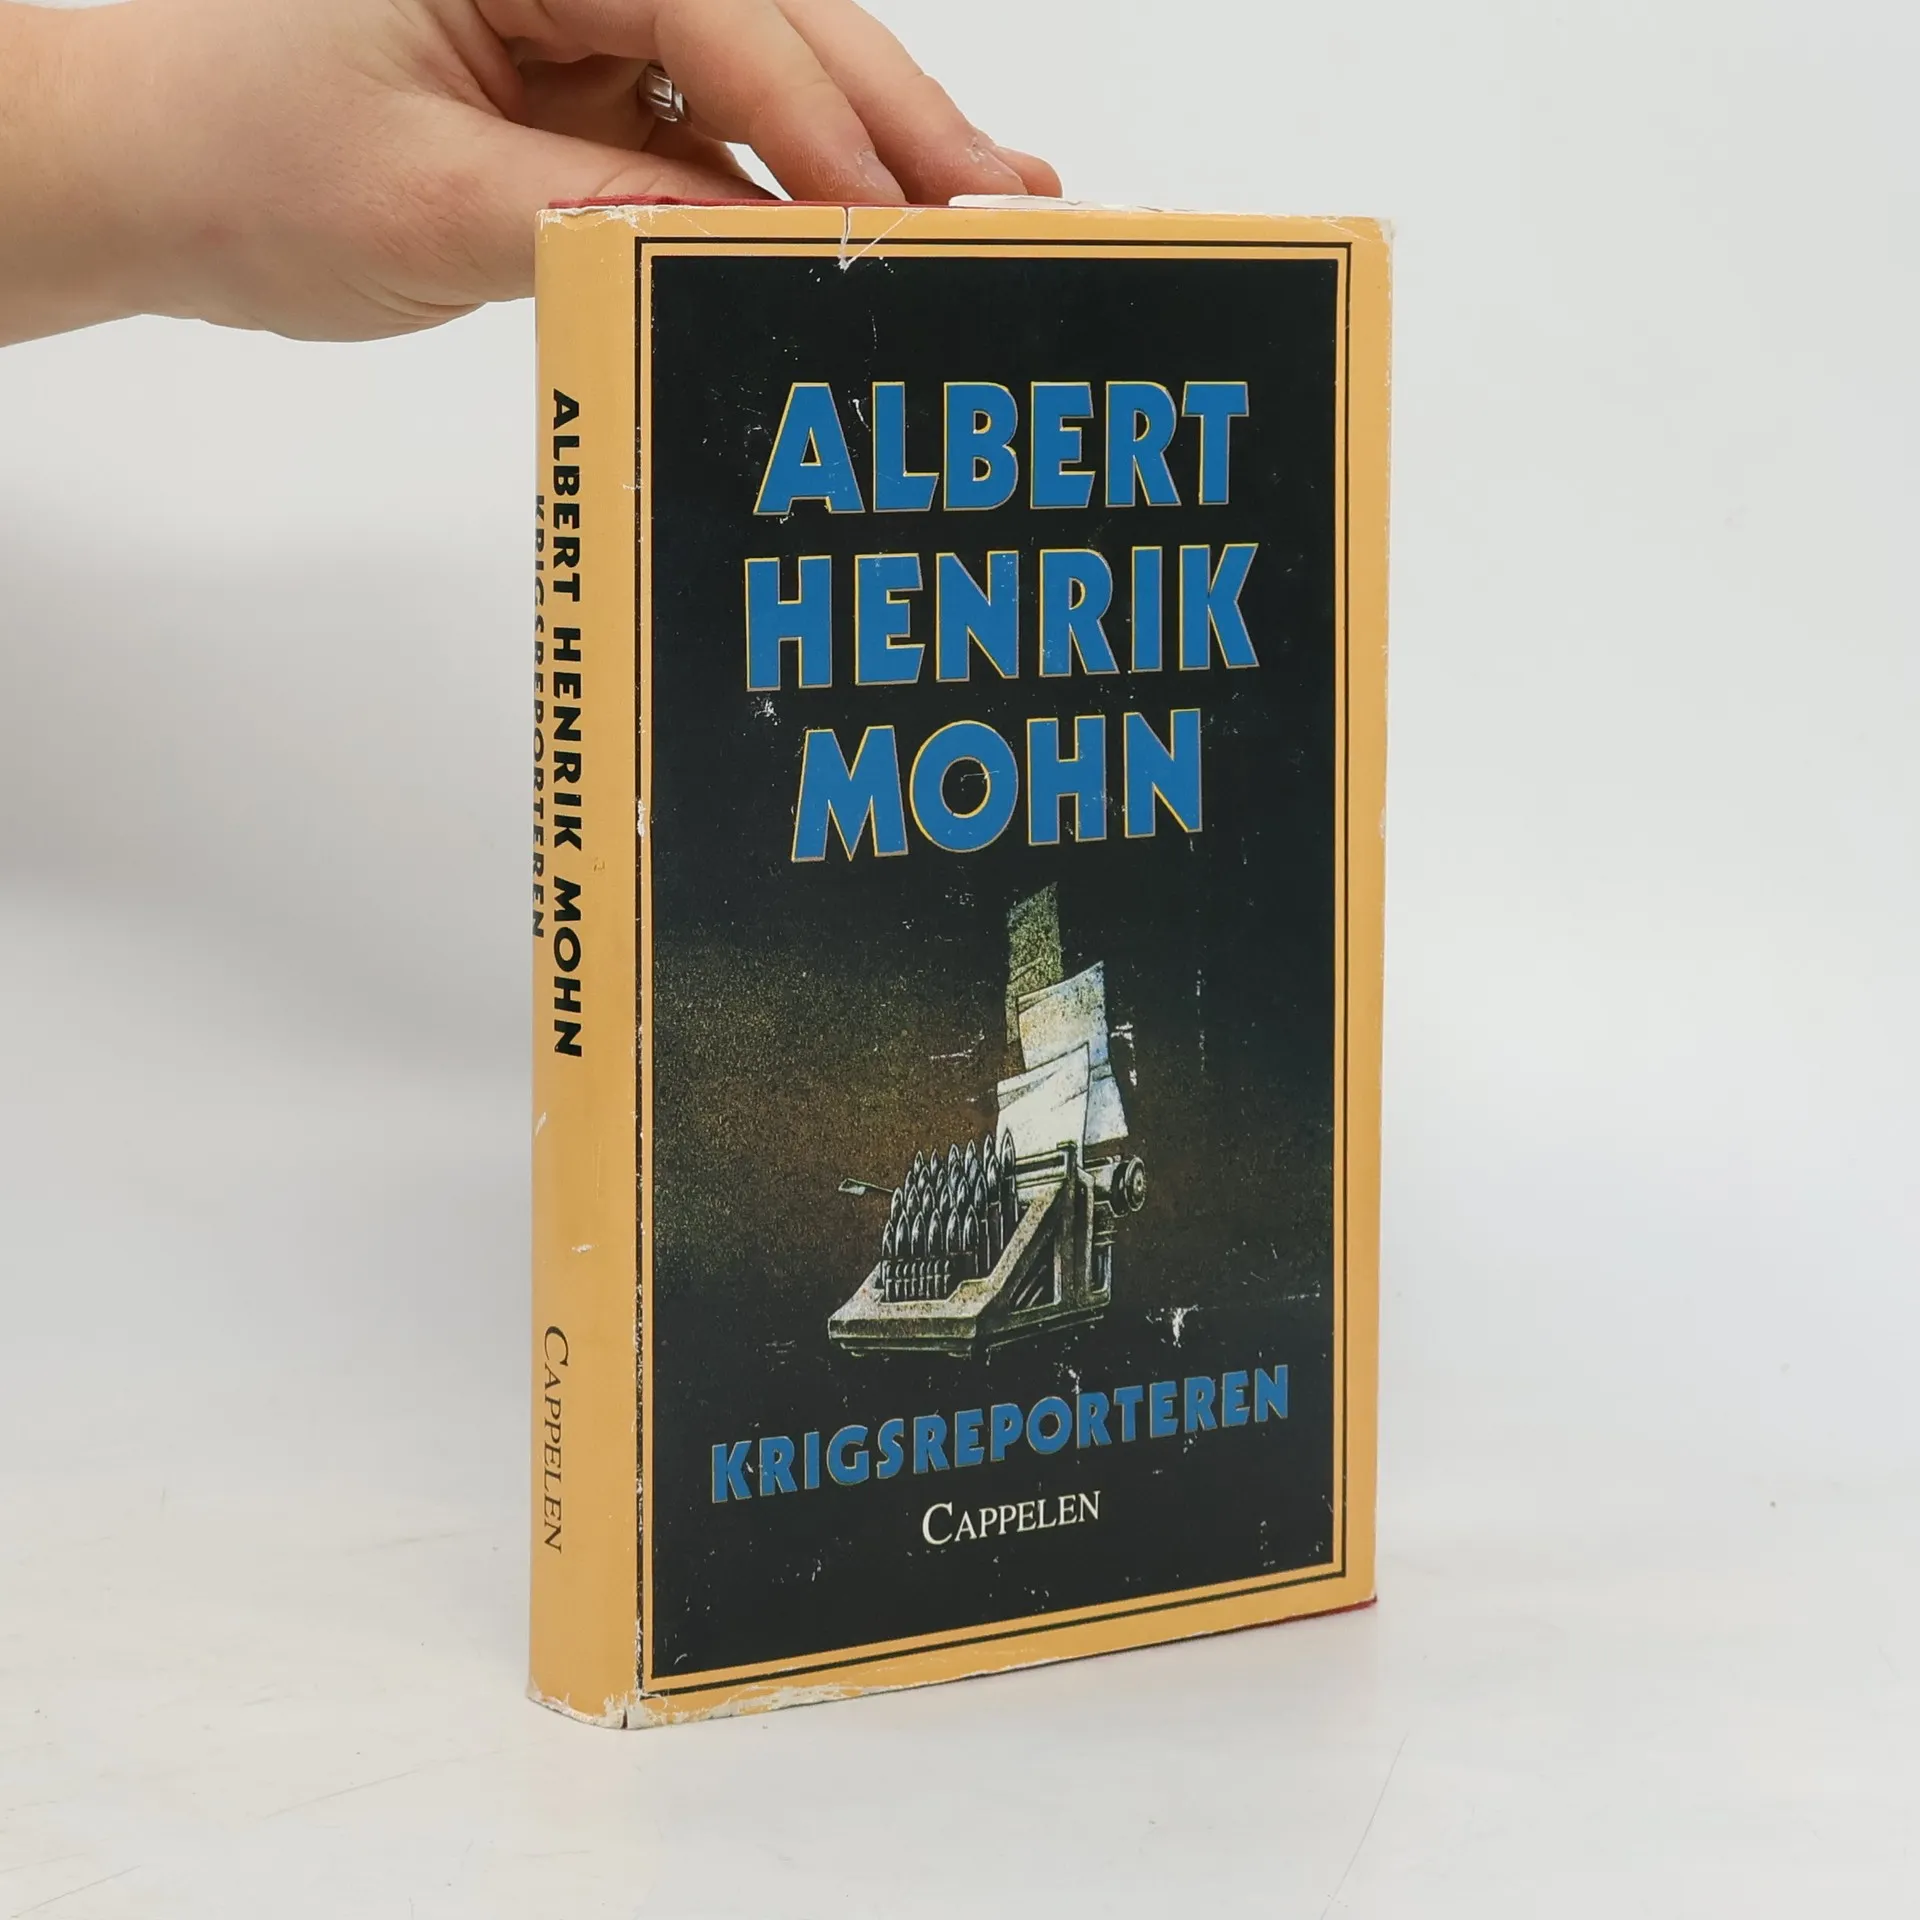 ALBERT HENRIK MOHN
KRIGSREPORTEREN
CAPPELEN
ALBERT
HENRIK
MOHN
KRIGSREPORTEREN
CAPPELEN